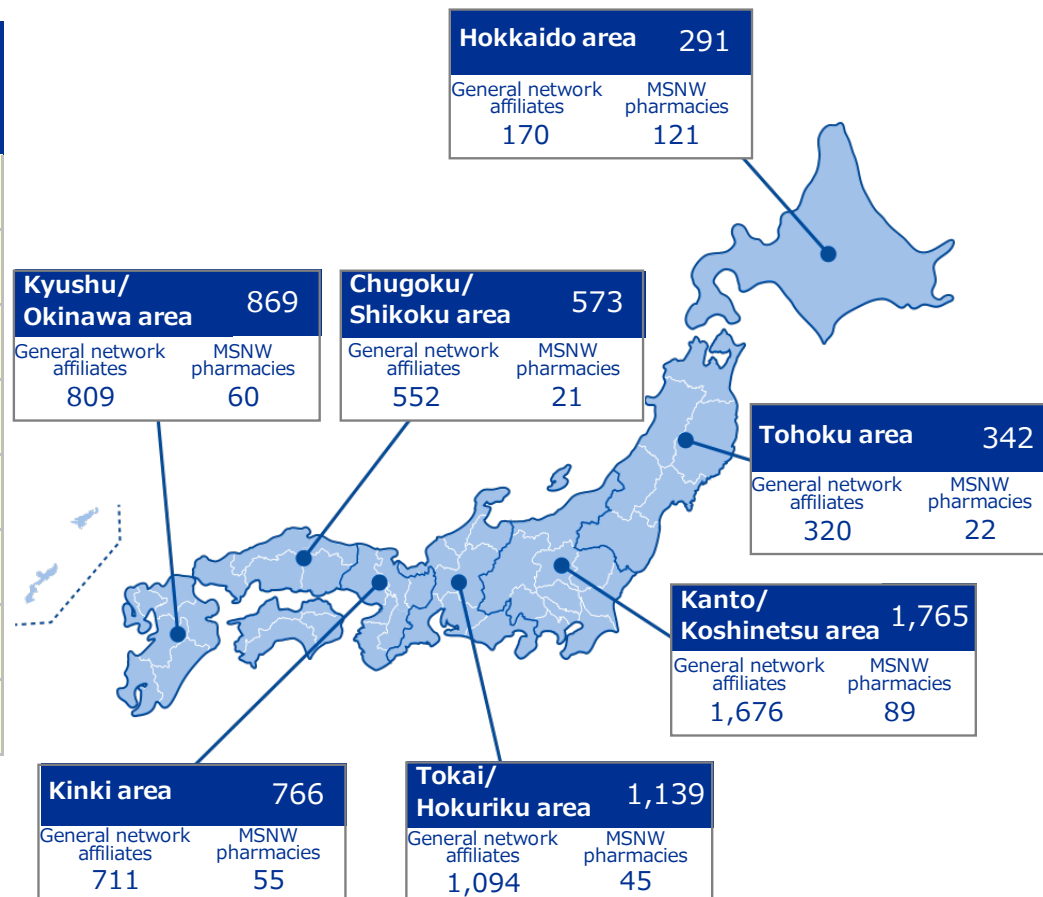 Hokkaido area 291
General network affiliates
MSNW pharmacies
170 121
Kyushu/
Okinawa area 869
General network affiliates
MSNW pharmacies
809 60
Chugoku/
Shikoku area 573
General network affiliates
MSNW pharmacies
552 21
Tohoku area 342
General network affiliates
MSNW pharmacies
320 22
Kanto/
Koshinetsu area 1,765
General network affiliates
MSNW pharmacies
1,676 89
Kinki area 766
General network affiliates
MSNW pharmacies
711 55
Tokai/
Hokuriku area 1,139
General network affiliates
MSNW pharmacies
1,094 45